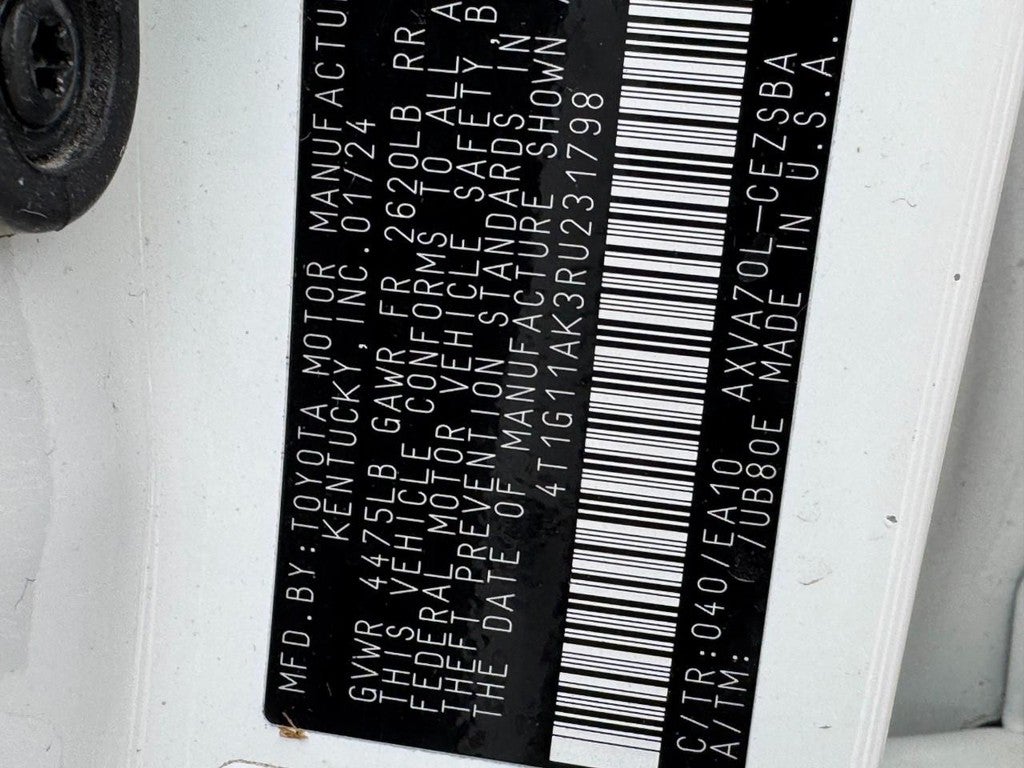 MFD.BY:TOYOTA MOTOR MANUFACTU
KENTUCKY,INC.01/24
GVWR 4475LB GAWR FR 2620LB RR
THIS VEHICLE CONFORMS TO ALL A
FEDERAL MOTOR VEHICLE SAFETY,B
THEFT PREVENTION STANDARDS IN
THE DATE OF MANUFACTURE SHOWN
4T1G11AK3RU231798
C/TR:040/EA10 AXVA70L-CEZSBA
A/TM: /UB80E MADE IN U.S.A.